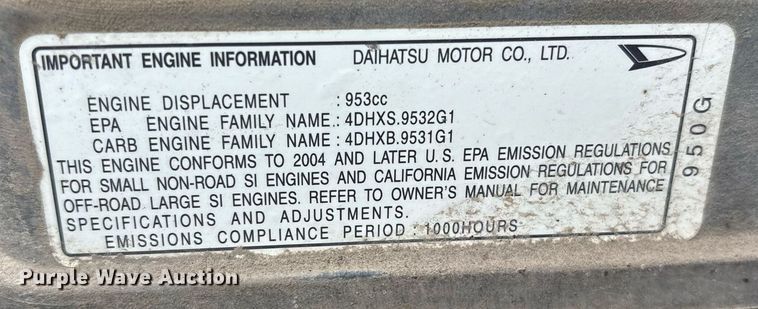 IMPORTANT ENGINE INFORMATION DAIHATSU MOTOR CO., LTD.
ENGINE DISPLACEMENT : 953cc
EPA ENGINE FAMILY NAME.: 4DHXS.9532G1
CARB ENGINE FAMILY NAME.: 4DHXB.9531G1
THIS ENGINE CONFORMS TO 2004 AND LATER U.S. EPA EMISSION REGULATIONS
FOR SMALL NON-ROAD SI ENGINES AND CALIFORNIA EMISSION REGULATIONS FOR
OFF-ROAD LARGE SI ENGINES. REFER TO OWNER'S MANUAL FOR MAINTENANCE
SPECIFICATIONS AND ADJUSTMENTS.
EMISSIONS COMPLIANCE PERIOD : 1000HOURS
950G
Purple Wave Auction